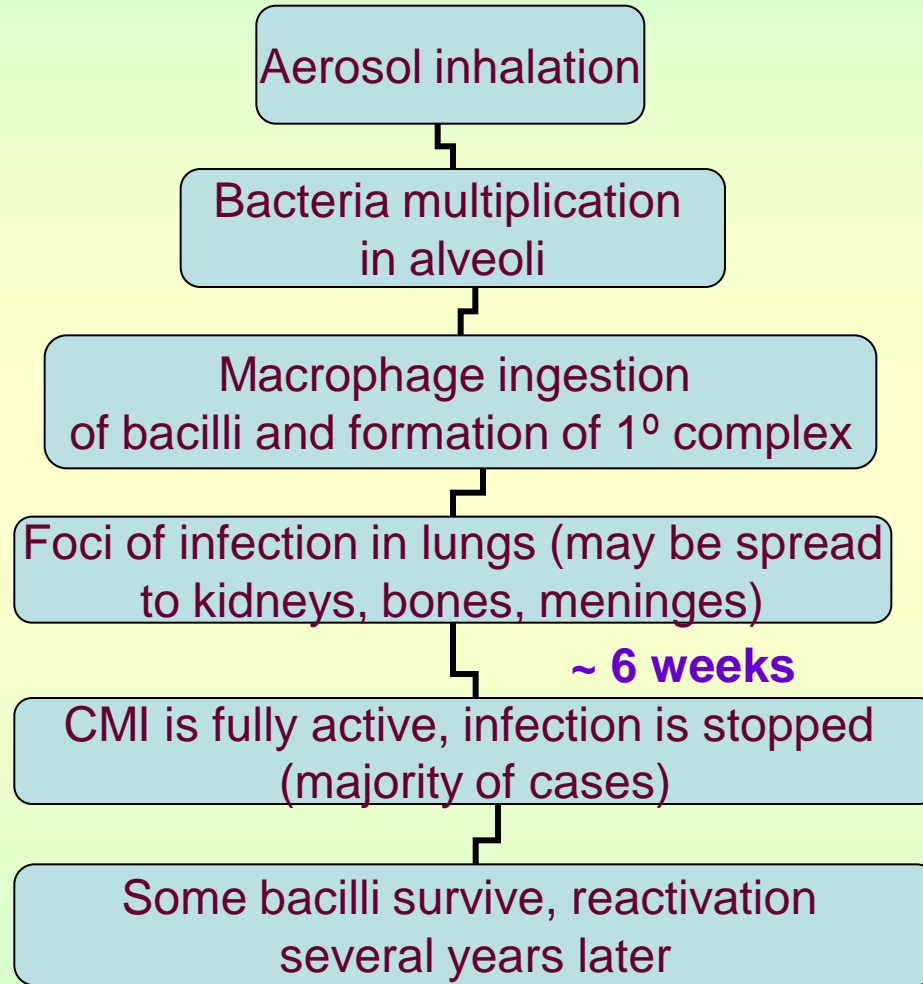 Aerosol inhalation
Bacteria multiplication
in alveoli
Macrophage ingestion
of bacilli and formation of 1º complex
Foci of infection in lungs (may be spread
to kidneys, bones, meninges)
~ 6 weeks
CMI is fully active, infection is stopped
(majority of cases)
Some bacilli survive, reactivation
several years later